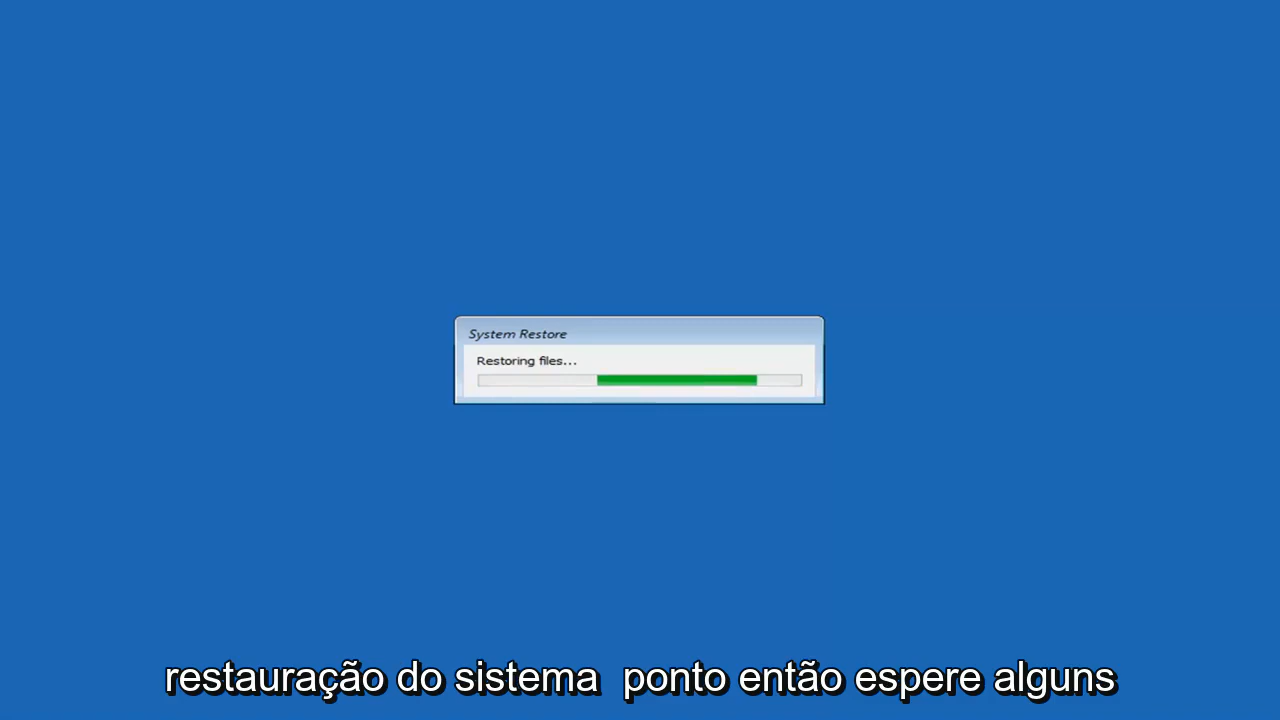 System Restore
Restoring files...
restauração do sistema ponto então espere alguns